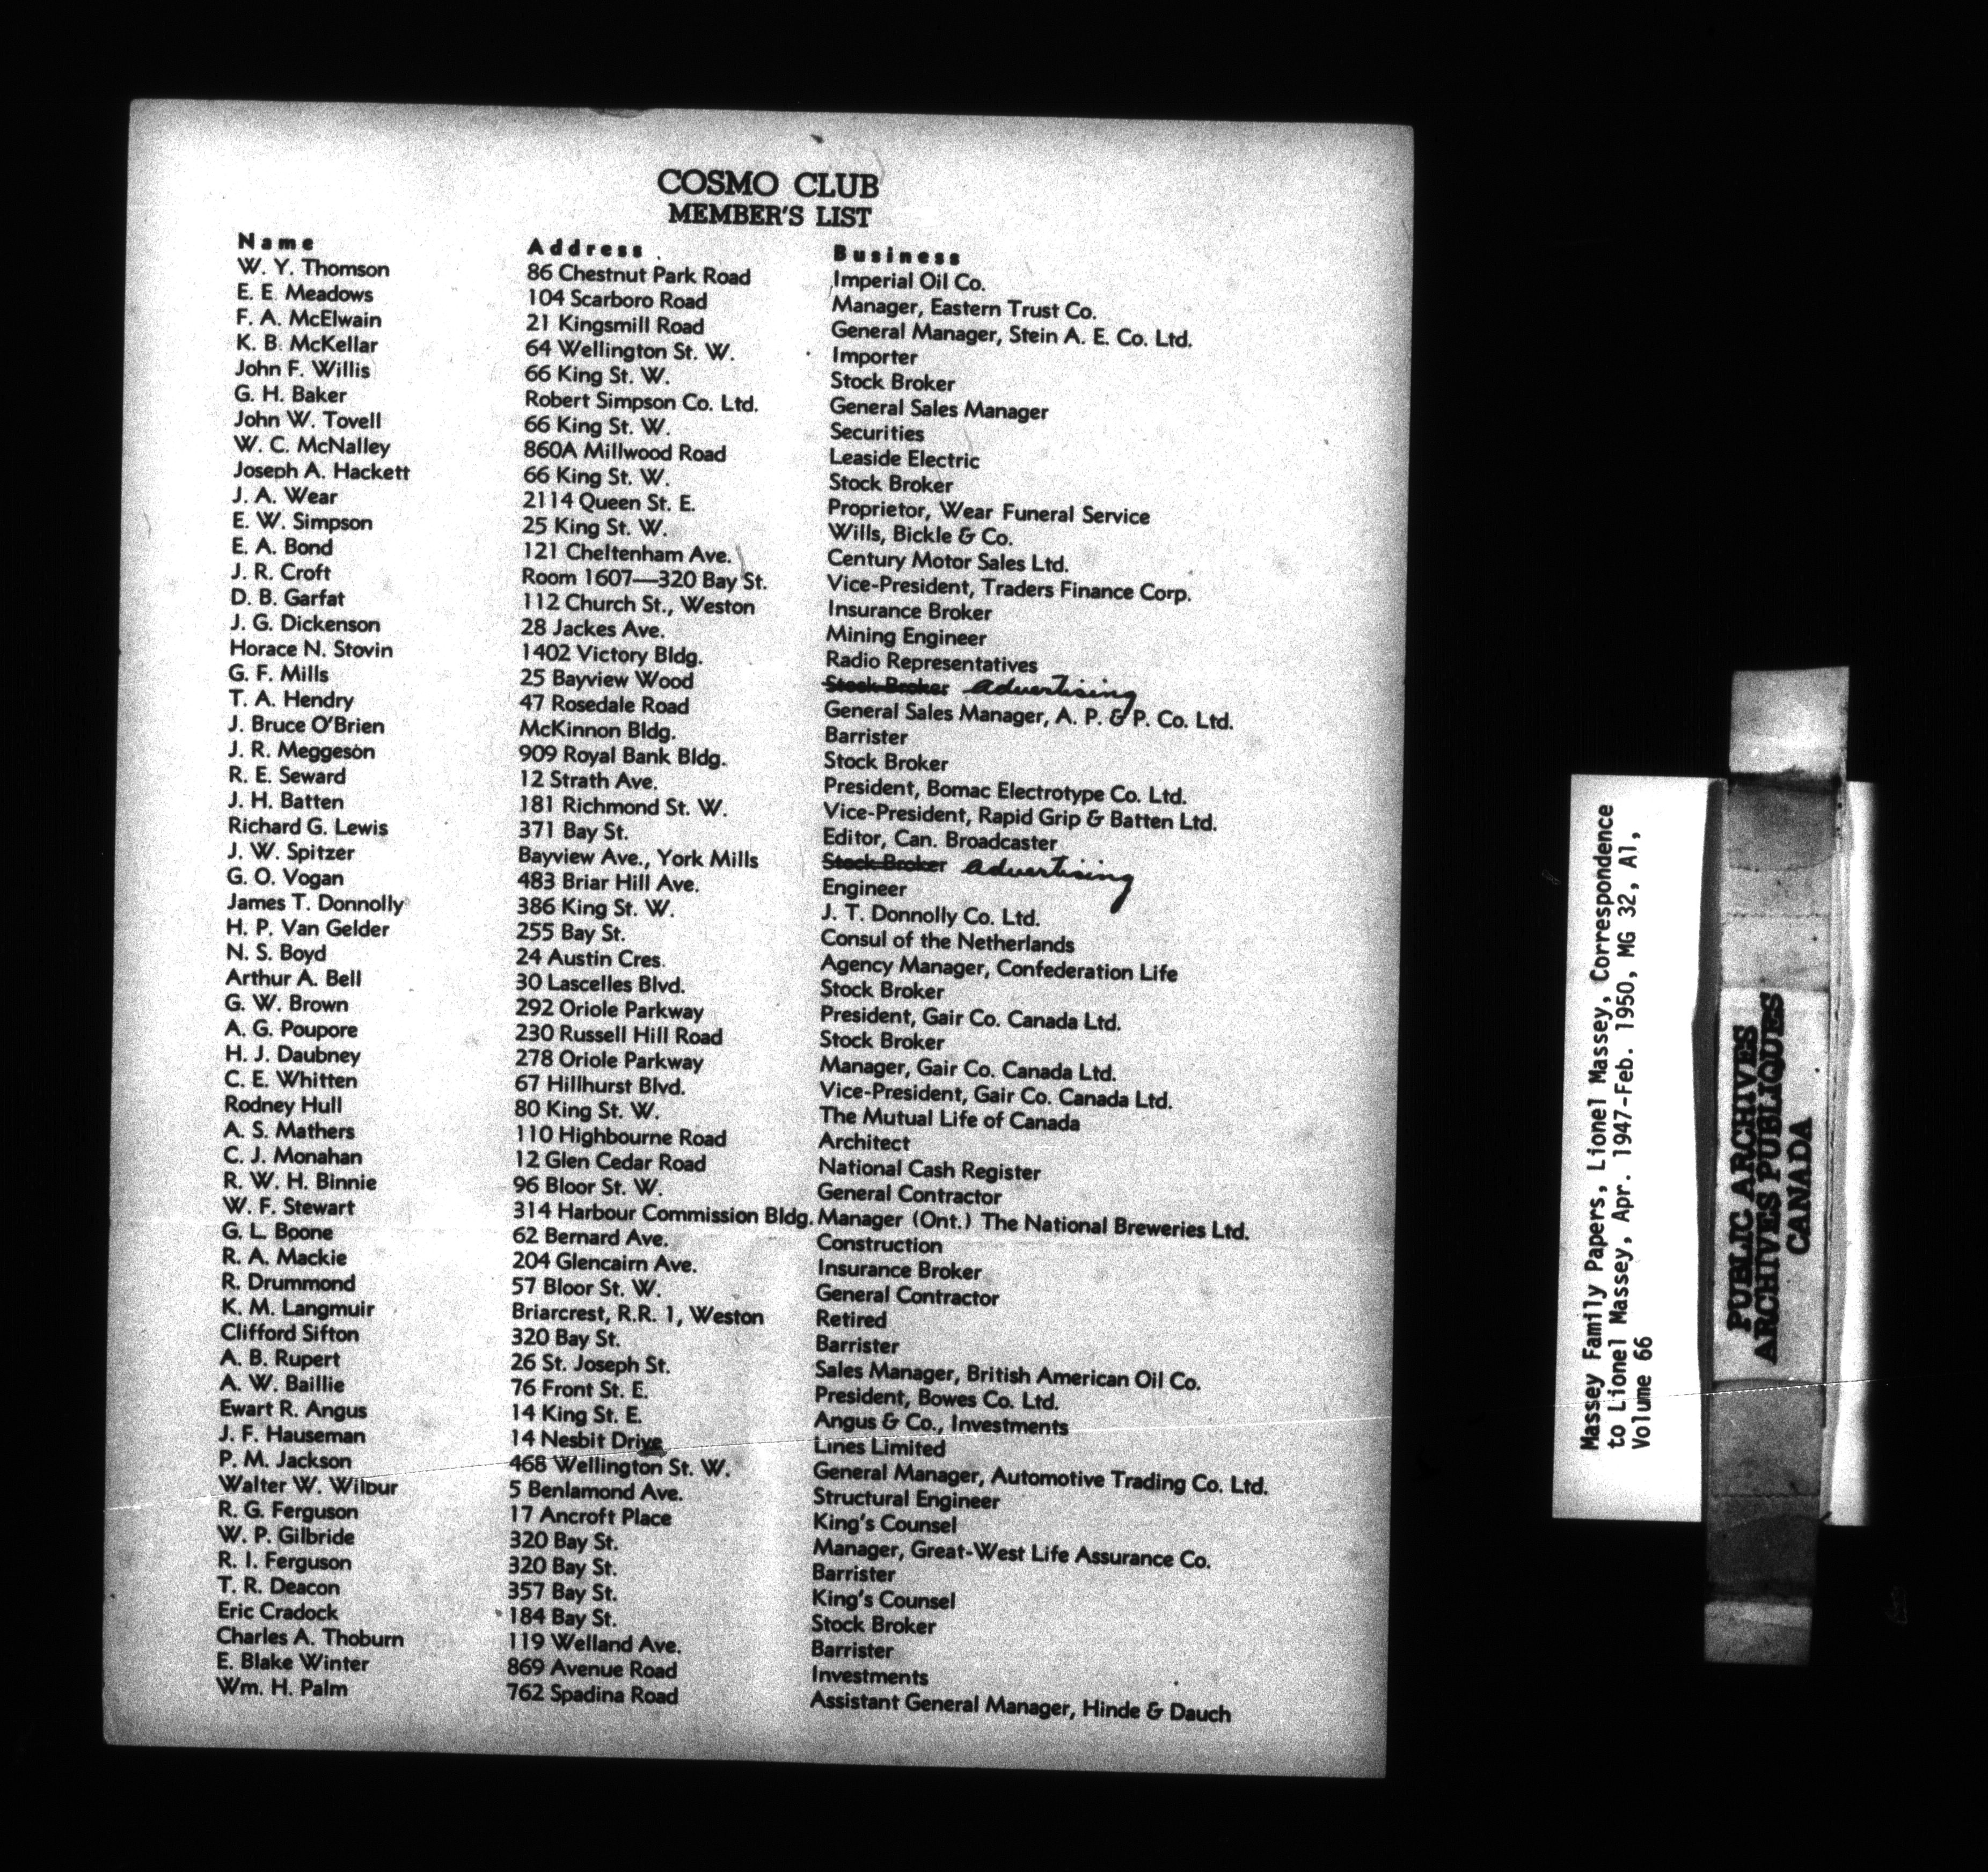 COSMO CLUB
MEMBER'S LIST
Name Address Business
W. Y. Thomson 86 Chestnut Park Road Imperial Oil Co.
E. E. Meadows 104 Scarboro Road Manager, Eastern Trust Co.
F. A. McElwain 21 Kingsmill Road General Manager, Stein A. E. Co. Ltd.
K. B. McKellar 64 Wellington St. W. Importer
John F. Willis 66 King St. W. Stock Broker
G. H. Baker Robert Simpson Co. Ltd. General Sales Manager
John W. Tovell 66 King St. W. Securities
W. C. McNalley 860A Millwood Road Leaside Electric
Joseph A. Hackett 66 King St. W. Stock Broker
J. A. Wear 2114 Queen St. E. Proprietor, Wear Funeral Service
E. W. Simpson 25 King St. W. Wills, Bickle & Co.
E. A. Bond 121 Cheltenham Ave. Century Motor Sales Ltd.
J. R. Croft Room 1607—320 Bay St. Vice-President, Traders Finance Corp.
D. B. Garfat 112 Church St., Weston Insurance Broker
J. G. Dickenson 28 Jackes Ave. Mining Engineer
Horace N. Stovin 1402 Victory Bldg. Radio Representatives
G. F. Mills 25 Bayview Wood Stock Broker advertising
T. A. Hendry 47 Rosedale Road General Sales Manager, A. P. & P. Co. Ltd.
J. Bruce O'Brien McKinnon Bldg. Barrister
J. R. Meggeson 909 Royal Bank Bldg. Stock Broker
R. E. Seward 12 Strath Ave. President, Bomac Electrotype Co. Ltd.
J. H. Batten 181 Richmond St. W. Vice-President, Rapid Grip & Batten Ltd.
Richard G. Lewis 371 Bay St. Editor, Can. Broadcaster
J. W. Spitzer Bayview Ave., York Mills Stock Broker advertising
G. O. Vogan 483 Briar Hill Ave. Engineer
James T. Donnolly 386 King St. W. J. T. Donnolly Co. Ltd.
H. P. Van Gelder 255 Bay St. Consul of the Netherlands
N. S. Boyd 24 Austin Cres. Agency Manager, Confederation Life
Arthur A. Bell 30 Lascelles Blvd. Stock Broker
G. W. Brown 292 Oriole Parkway President, Gair Co. Canada Ltd.
A. G. Poupore 230 Russell Hill Road Stock Broker
H. J. Daubney 278 Oriole Parkway Manager, Gair Co. Canada Ltd.
C. E. Whitten 67 Hillhurst Blvd. Vice-President, Gair Co. Canada Ltd.
Rodney Hull 80 King St. W. The Mutual Life of Canada
A. S. Mathers 110 Highbourne Road Architect
C. J. Monahan 12 Glen Cedar Road National Cash Register
R. W. H. Binnie 96 Bloor St. W. General Contractor
W. F. Stewart 314 Harbour Commission Bldg. Manager (Ont.) The National Breweries Ltd.
G. L. Boone 62 Bernard Ave. Construction
R. A. Mackie 204 Glencairn Ave. Insurance Broker
R. Drummond 57 Bloor St. W. General Contractor
K. M. Langmuir Briarcrest, R.R. 1, Weston Retired
Clifford Sifton 320 Bay St. Barrister
A. B. Rupert 26 St. Joseph St. Sales Manager, British American Oil Co.
A. W. Baillie 76 Front St. E. President, Bowes Co. Ltd.
Ewart R. Angus 14 King St. E. Angus & Co., Investments
J. F. Hauseman 14 Nesbit Drive Lines Limited
P. M. Jackson 468 Wellington St. W. General Manager, Automotive Trading Co. Ltd.
Walter W. Wilbur 5 Benlamond Ave. Structural Engineer
R. G. Ferguson 17 Ancroft Place King's Counsel
W. P. Gilbride 320 Bay St. Manager, Great-West Life Assurance Co.
R. I. Ferguson 320 Bay St. Barrister
T. R. Deacon 357 Bay St. King's Counsel
Eric Cradock 184 Bay St. Stock Broker
Charles A. Thoburn 119 Welland Ave. Barrister
E. Blake Winter 869 Avenue Road Investments
Wm. H. Palm 762 Spadina Road Assistant General Manager, Hinde & Dauch
Massey Family Papers, Lionel Massey, Correspondence
to Lionel Massey, Apr. 1947-Feb. 1950, MG 32, A1,
Volume 66
PUBLIC ARCHIVES
ARCHIVES PUBLIQUES
CANADA